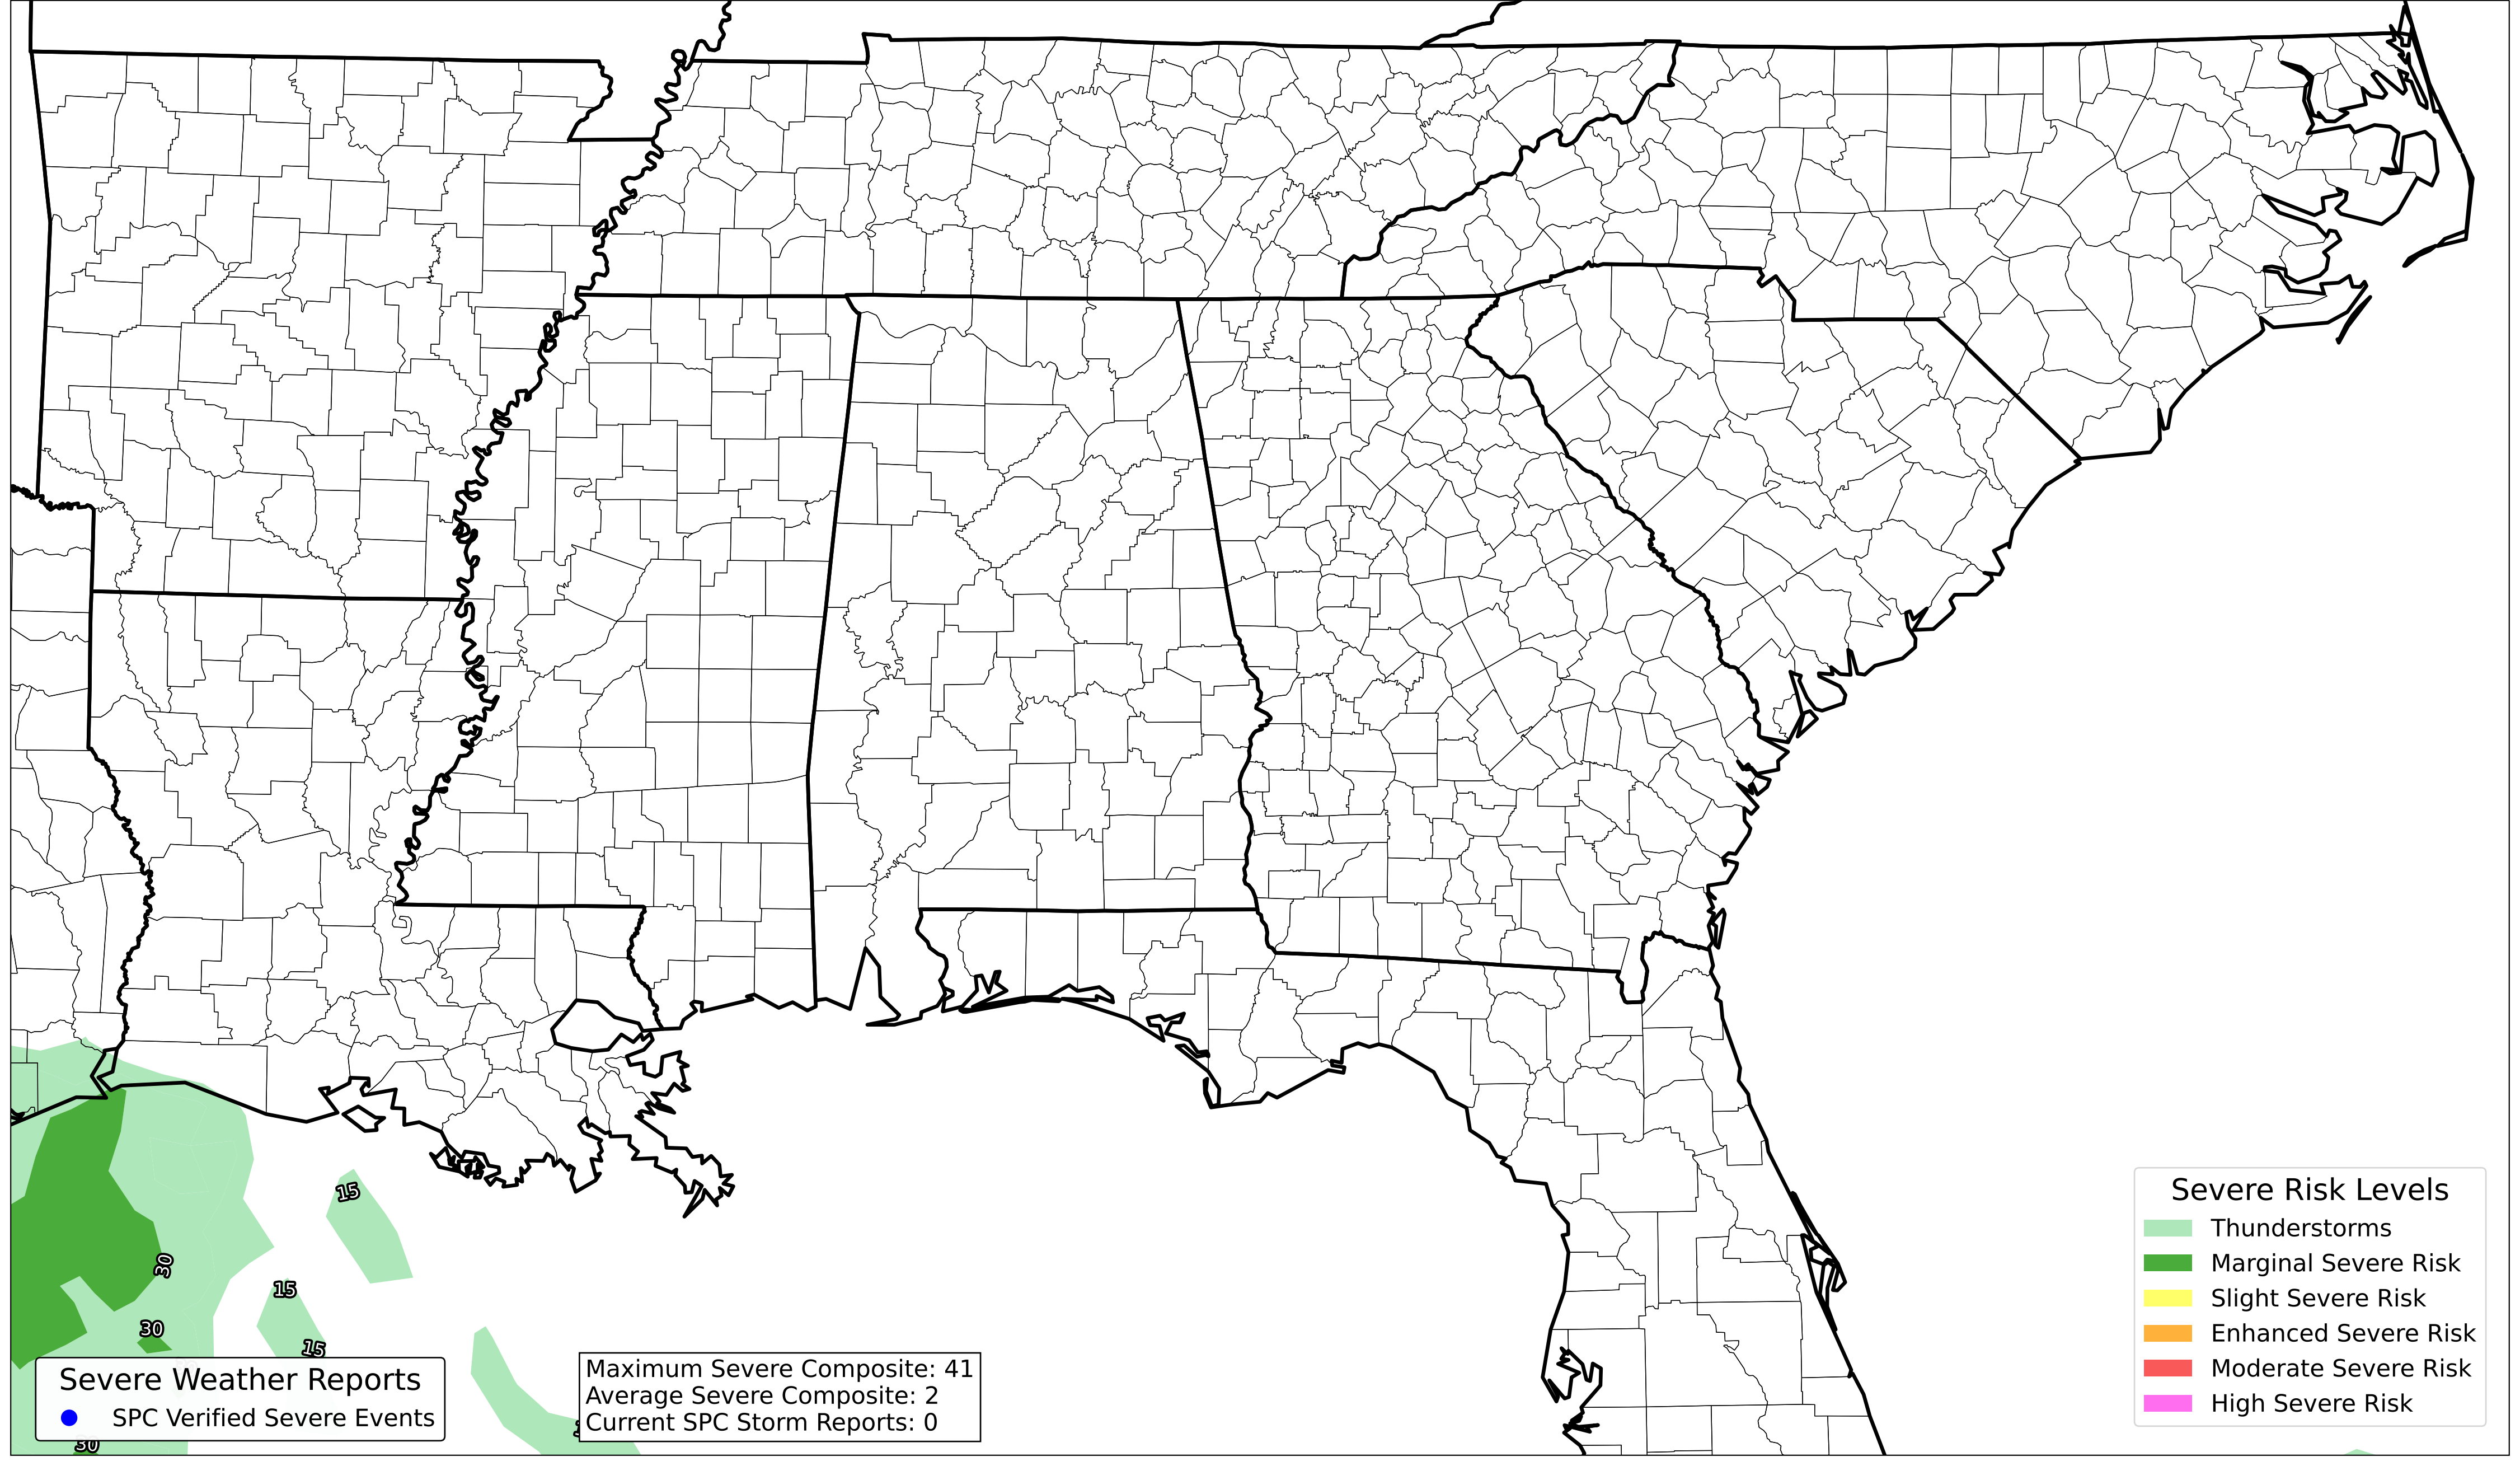 15
30
15
30
15
30
Severe Weather Reports
SPC Verified Severe Events
Maximum Severe Composite: 41
Average Severe Composite: 2
Current SPC Storm Reports: 0
Severe Risk Levels
Thunderstorms
Marginal Severe Risk
Slight Severe Risk
Enhanced Severe Risk
Moderate Severe Risk
High Severe Risk